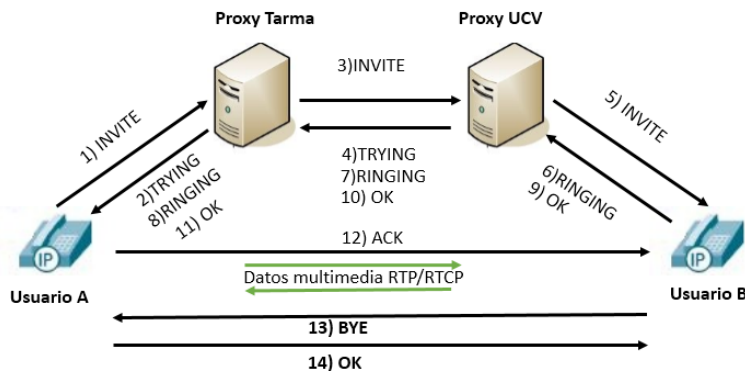 Proxy Tarma
Proxy UCV
3)INVITE
1) INVITE
5) INVITE
2)TRYING
8)RINGING
11) OK
4)TRYING
7)RINGING
10) OK
6)RINGING
9) OK
12) ACK
IP
IP
Datos multimedia RTP/RTCP
Usuario A
Usuario B
13) BYE
14) OK